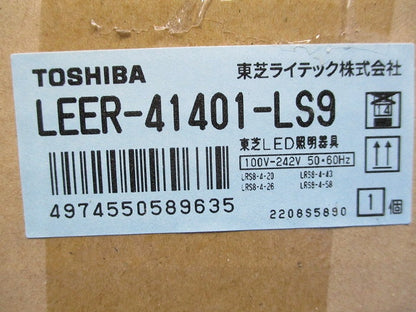 TOSHIBA 東芝ライテック株式会社
LEER-41401-LS9
14
東芝LED照明器具
100V-242V 50・60Hz
LRS8-4-20 LRS8-4-43
LRS8-4-26 LRS8-4-58
4974550589635
2208S5890
1 個